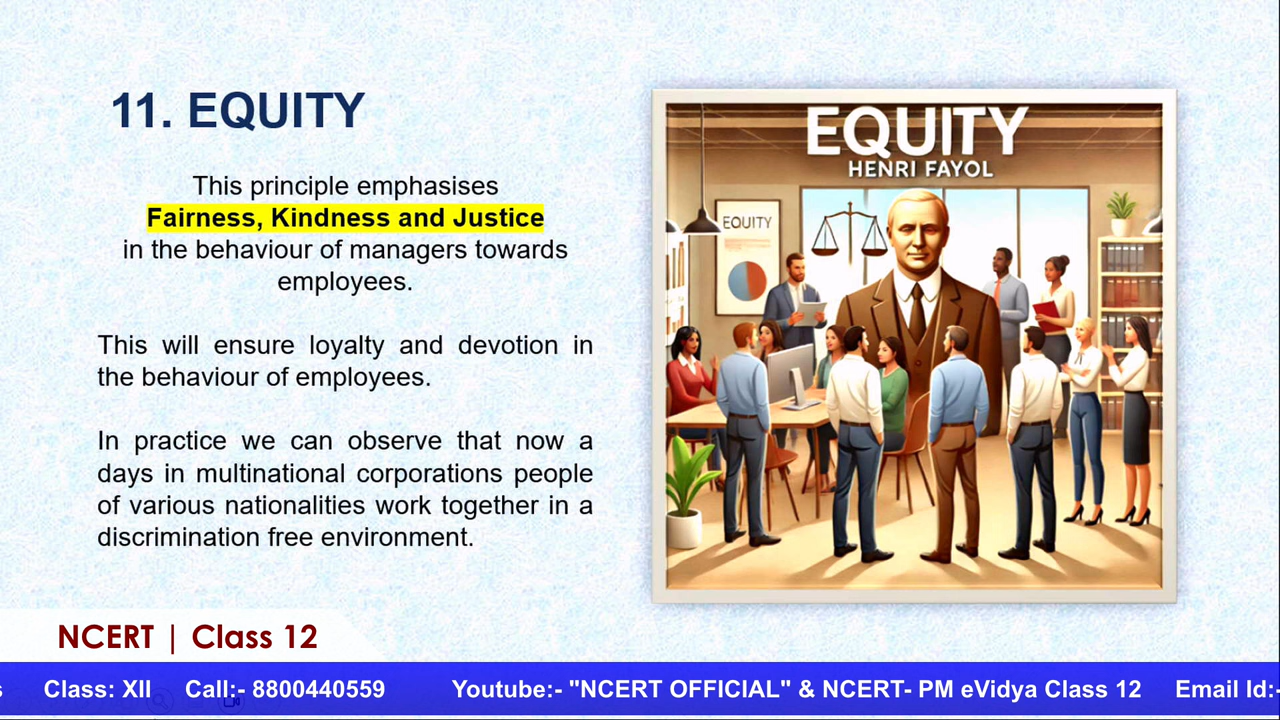 11. EQUITY
This principle emphasises
Fairness, Kindness and Justice
in the behaviour of managers towards
employees.
This will ensure loyalty and devotion in
the behaviour of employees.
In practice we can observe that now a
days in multinational corporations people
of various nationalities work together in a
discrimination free environment.
EQUITY
HENRI FAYOL
EQUITY
NCERT | Class 12
s Class: XII Call:- 8800440559 Youtube:- "NCERT OFFICIAL" & NCERT- PM eVidya Class 12 Email Id:-